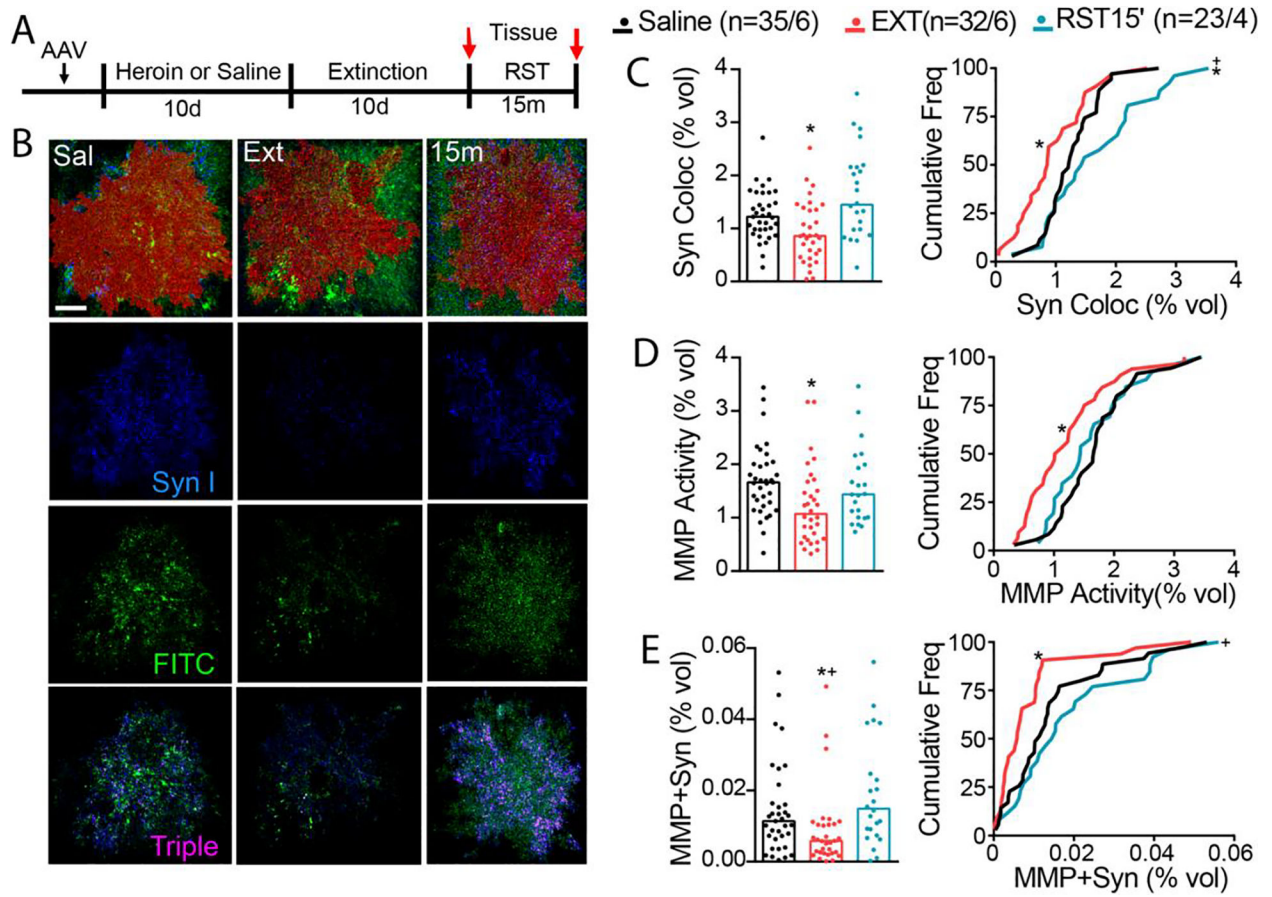 Saline (n=35/6) EXT(n=32/6) RST15' (n=23/4)
A
AAV
Heroin or Saline
10d
Extinction
10d
Tissue
RST
15m
B
Sal
Ext
15m
Syn I
FITC
Triple
C
Syn Coloc (% vol)
4
3
2
1
0
*
Cumulative Freq
100
75
50
25
0
*
+
*
0 1 2 3 4
Syn Coloc (% vol)
D
MMP Activity (% vol)
4
3
2
1
0
*
Cumulative Freq
100
75
50
25
0
*
0 1 2 3 4
MMP Activity(% vol)
E
MMP+Syn (% vol)
0.06
0.04
0.02
0.00
*+
Cumulative Freq
100
75
50
25
0
*
+
0 0.02 0.04 0.06
MMP+Syn (% vol)